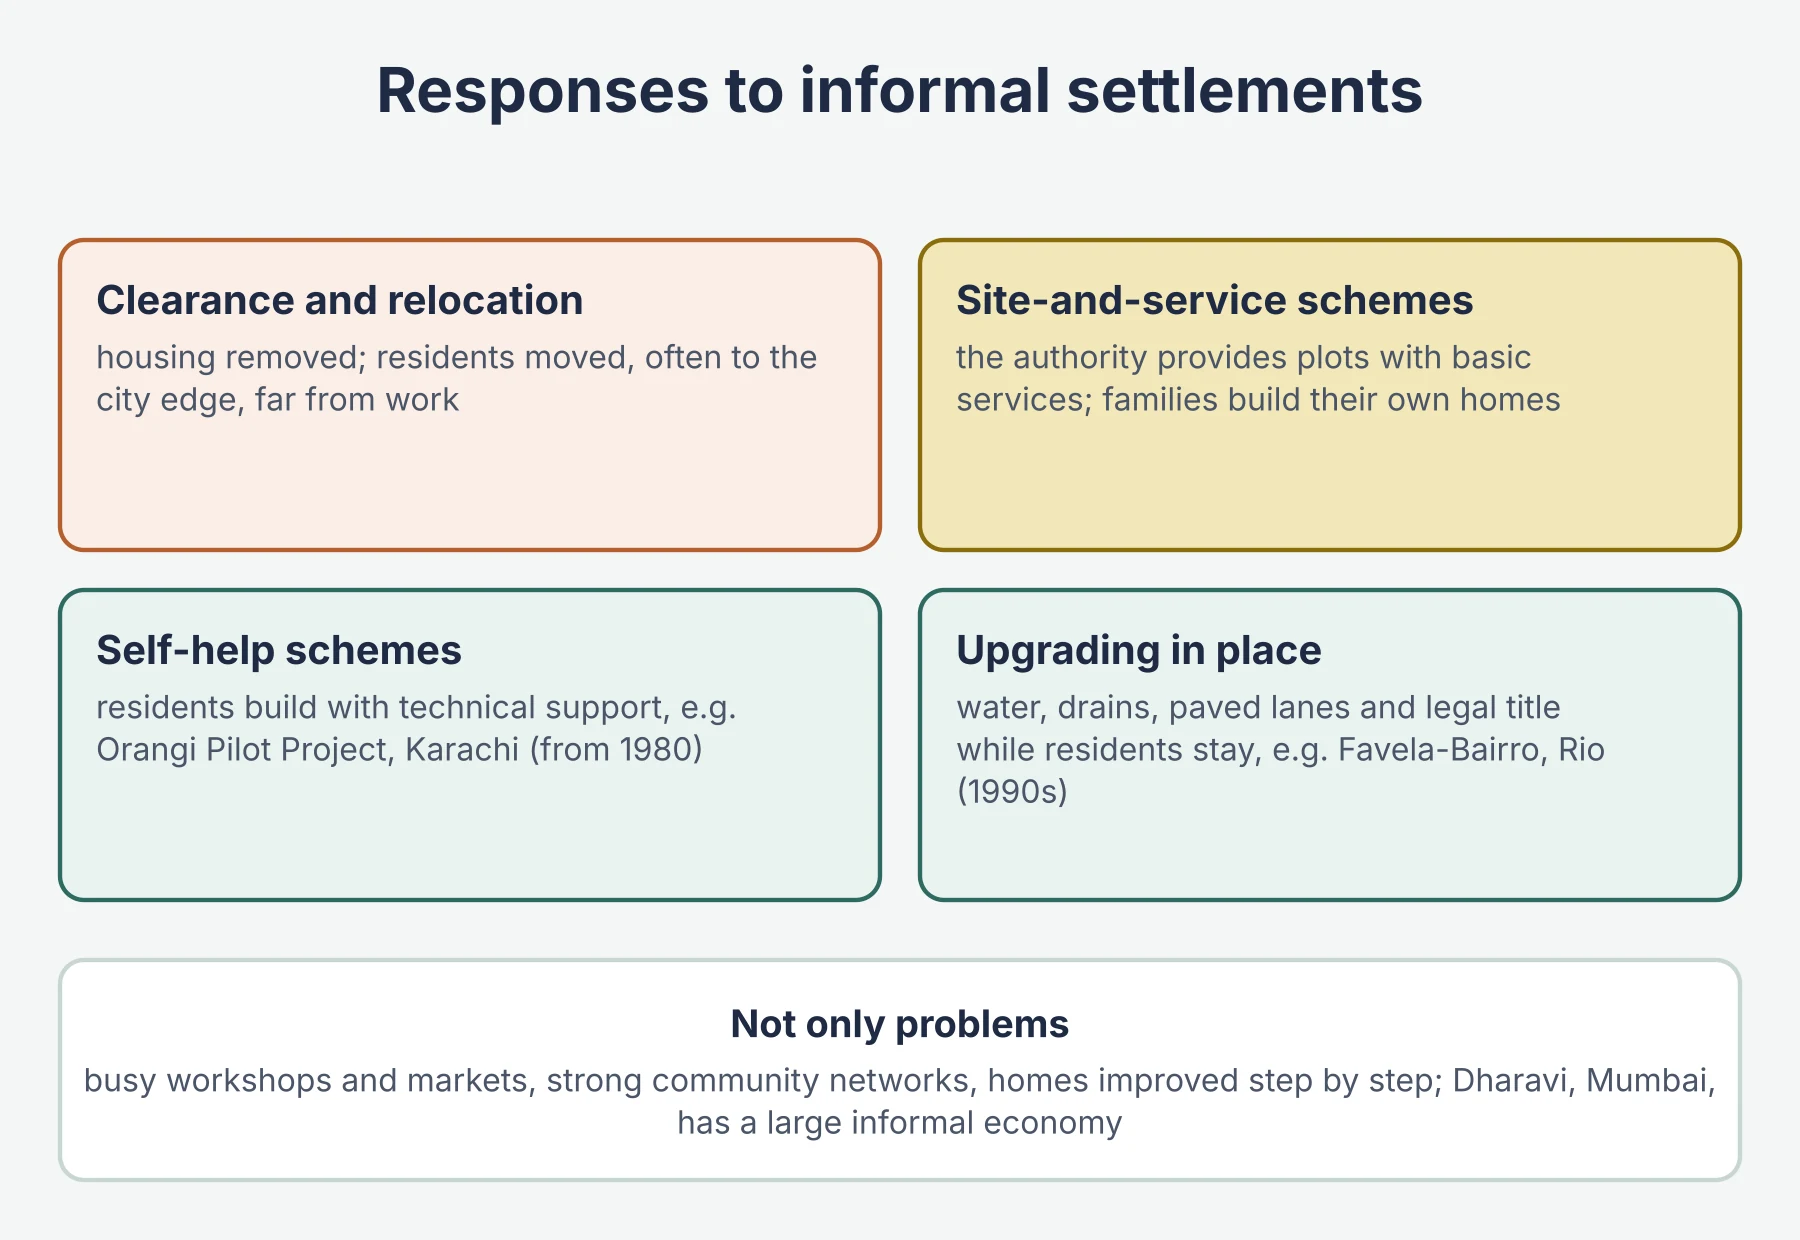 Responses to informal settlements
Clearance and relocation
housing removed; residents moved, often to the
city edge, far from work
Site-and-service schemes
the authority provides plots with basic
services; families build their own homes
Self-help schemes
residents build with technical support, e.g.
Orangi Pilot Project, Karachi (from 1980)
Upgrading in place
water, drains, paved lanes and legal title
while residents stay, e.g. Favela-Bairro, Rio
(1990s)
Not only problems
busy workshops and markets, strong community networks, homes improved step by step; Dharavi, Mumbai,
has a large informal economy